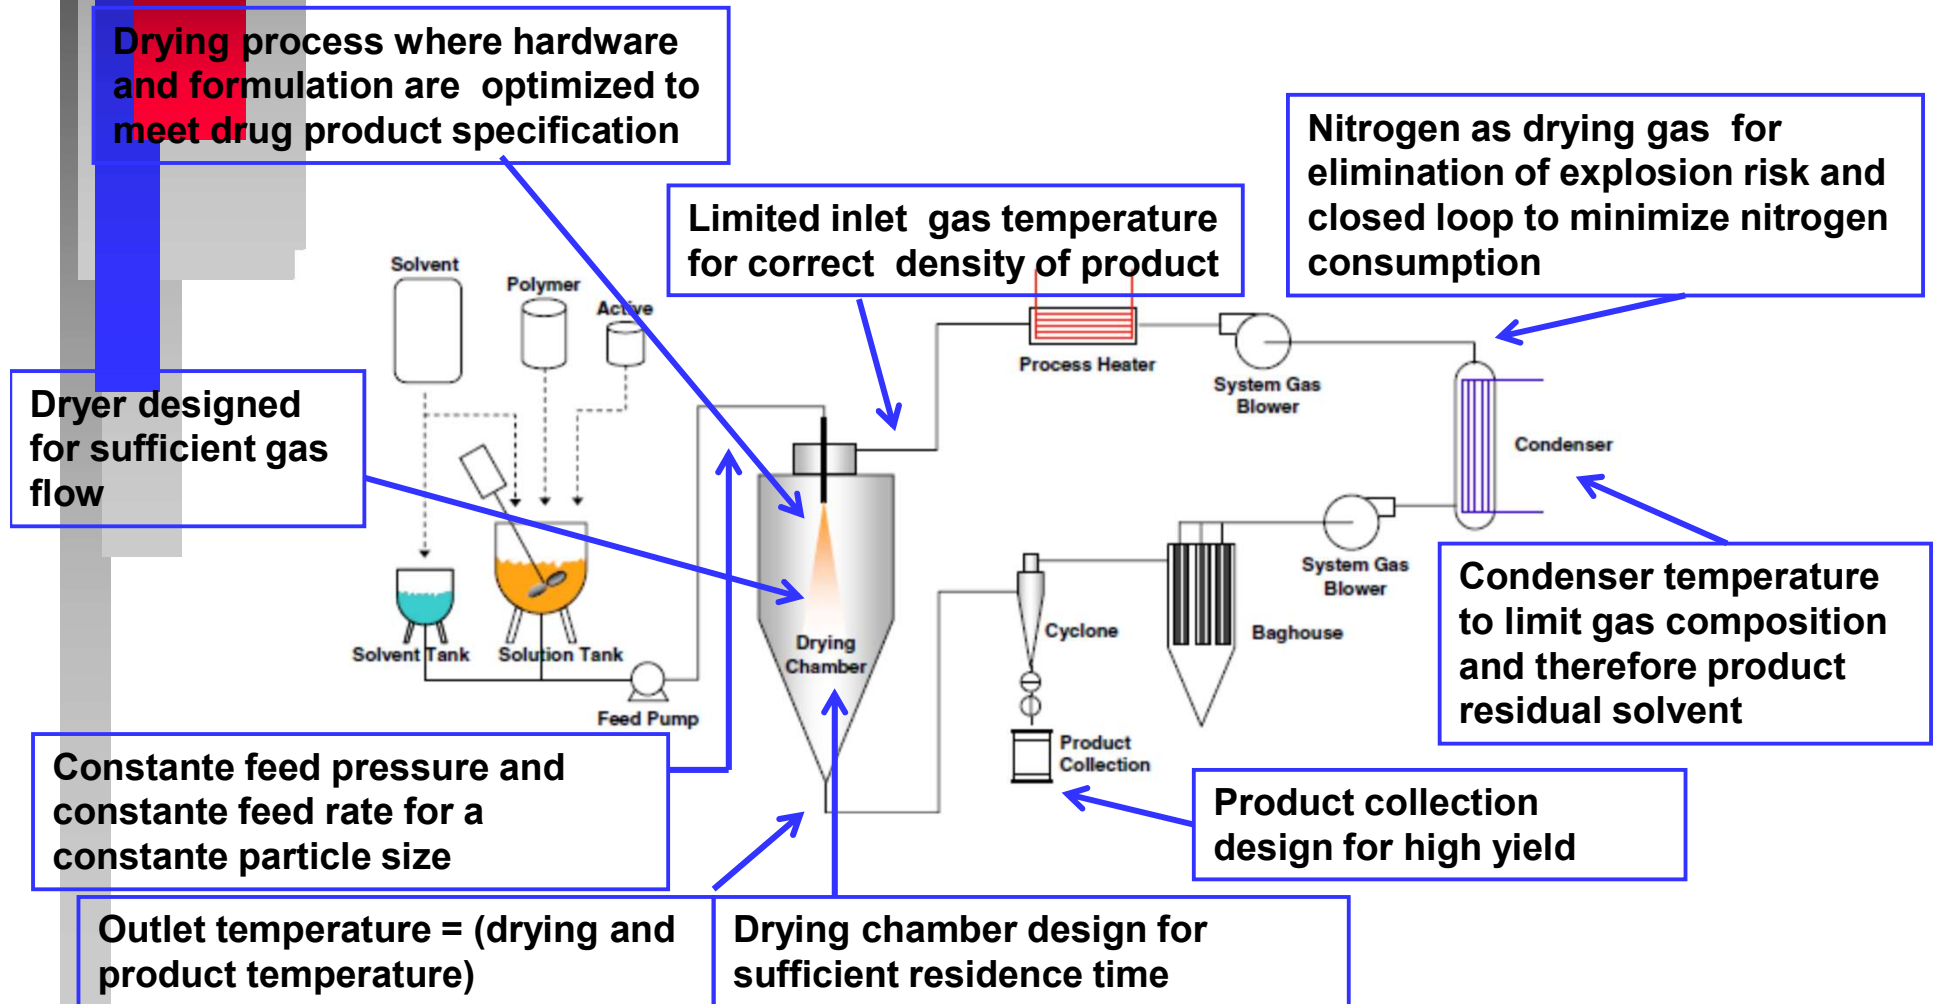 Drying process where hardware
and formulation are optimized to
meet drug product specification
Nitrogen as drying gas for
elimination of explosion risk and
closed loop to minimize nitrogen
consumption
Limited inlet gas temperature
for correct density of product
Solvent
Polymer
Active
Process Heater
System Gas
Blower
Condenser
Dryer designed
for sufficient gas
flow
System Gas
Blower
Condenser temperature
to limit gas composition
and therefore product
residual solvent
Cyclone
Baghouse
Drying
Chamber
Solvent Tank
Solution Tank
Feed Pump
Product
Collection
Constante feed pressure and
constante feed rate for a
constante particle size
Product collection
design for high yield
Outlet temperature = (drying and
product temperature)
Drying chamber design for
sufficient residence time